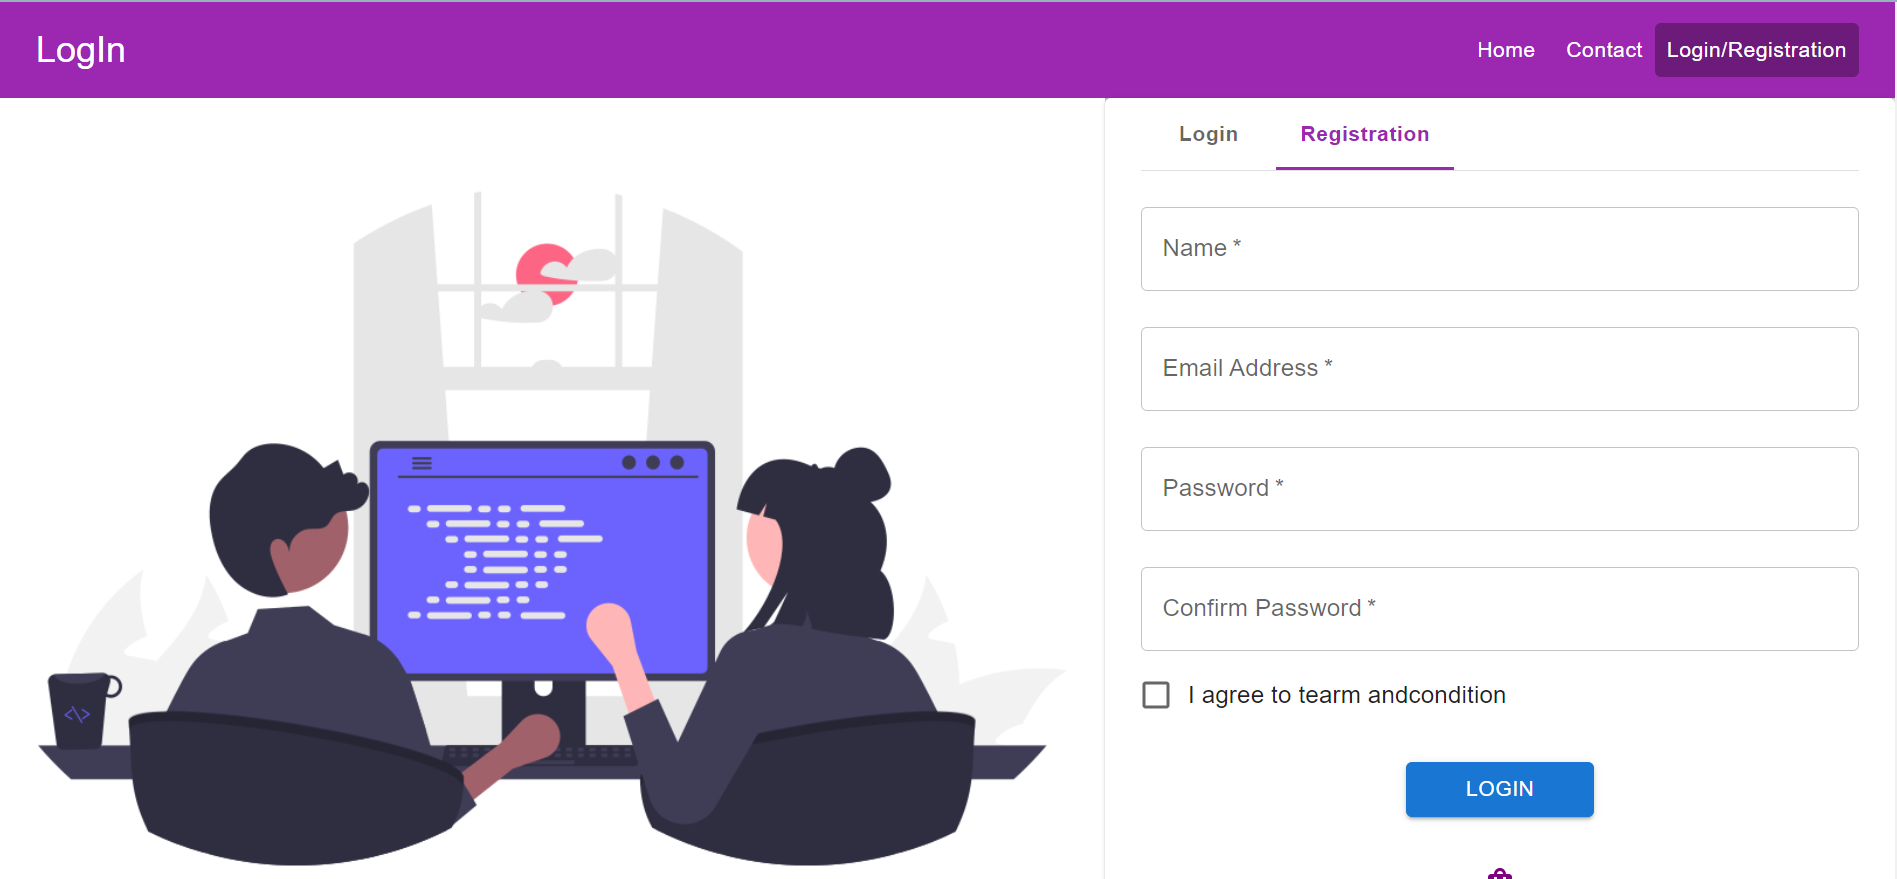 LogIn
Home Contact Login/Registration
Login Registration
Name *
Email Address *
Password *
Confirm Password *
I agree to tearm andcondition
LOGIN
</>